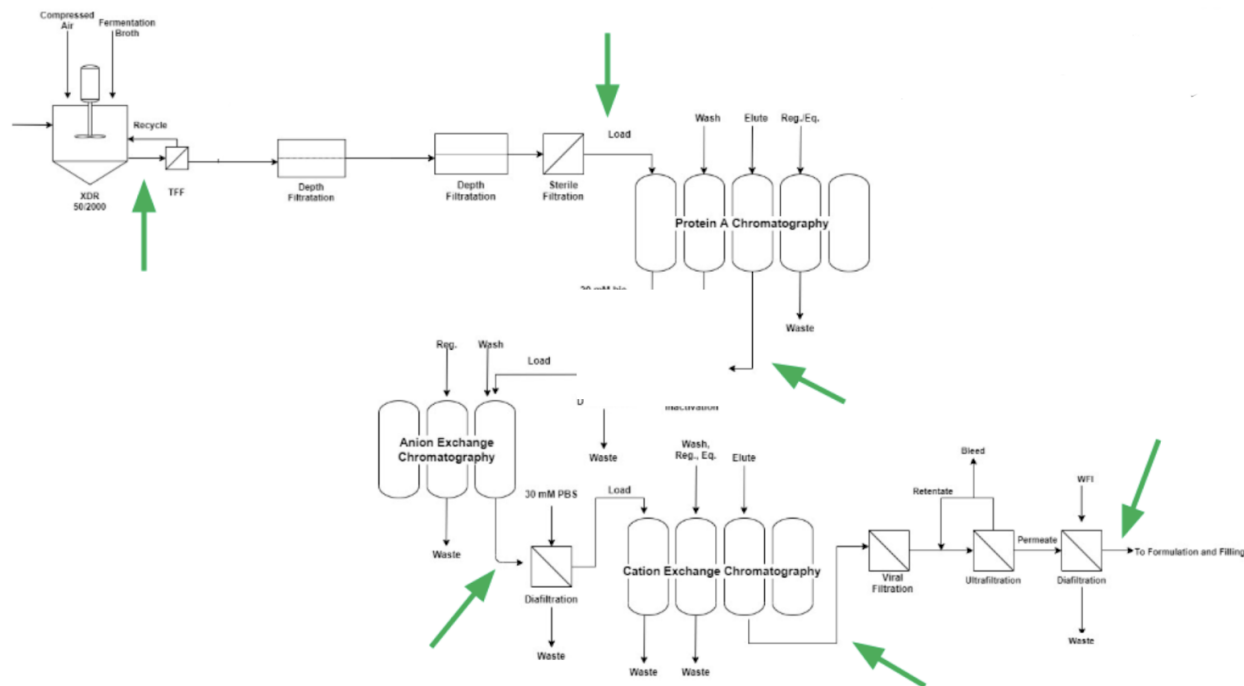 Compressed
Air
Fermentation
Broth
Recycle
XDR
50/2000
TFF
Depth
Filtratation
Depth
Filtratation
Sterile
Filtration
Load
Wash
Elute
Reg./Eq.
Protein A Chromatography
Waste
Reg.
Wash
Load
Anion Exchange
Chromatography
Waste
Waste
30 mM PBS
Diafiltration
Waste
Load
Wash,
Reg., Eq.
Elute
Cation Exchange Chromatography
Waste
Waste
Viral
Filtration
Retentate
Bleed
Ultrafiltration
Permeate
WFI
Diafiltration
Waste
To Formulation and Filling